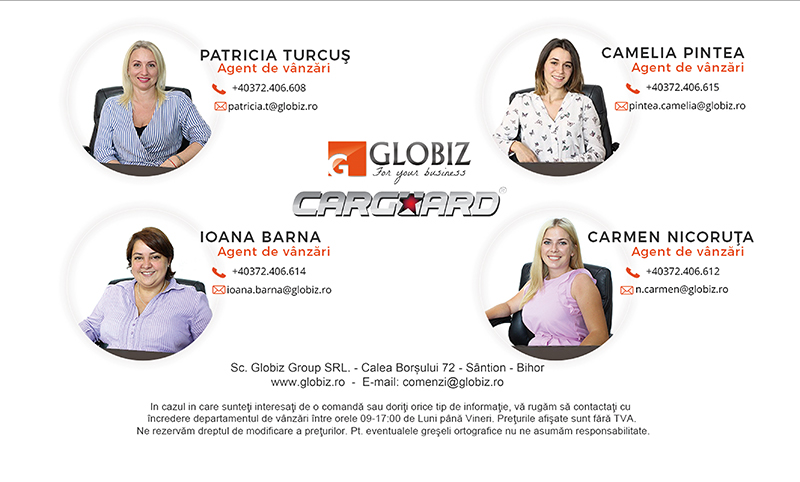 PATRICIA TURCUŞ
Agent de vânzări
+40372.406.608
patricia.t@globiz.ro
CAMELIA PINTEA
Agent de vânzări
+40372.406.615
pintea.camelia@globiz.ro
G GLOBIZ
For your business
CARGUARD®
IOANA BARNA
Agent de vânzări
+40372.406.614
ioana.barna@globiz.ro
CARMEN NICORUȚA
Agent de vânzări
+40372.406.612
n.carmen@globiz.ro
Sc. Globiz Group SRL. - Calea Borșului 72 - Sântion - Bihor
www.globiz.ro - E-mail: comenzi@globiz.ro
In cazul in care sunteţi interesaţi de o comandă sau doriţi orice tip de informaţie, vă rugăm să contactaţi cu
încredere departamentul de vânzări între orele 09-17:00 de Luni până Vineri. Preţurile afişate sunt fără TVA.
Ne rezervăm dreptul de modificare a preţurilor. Pt. eventualele greşeli ortografice nu ne asumăm responsabilitate.